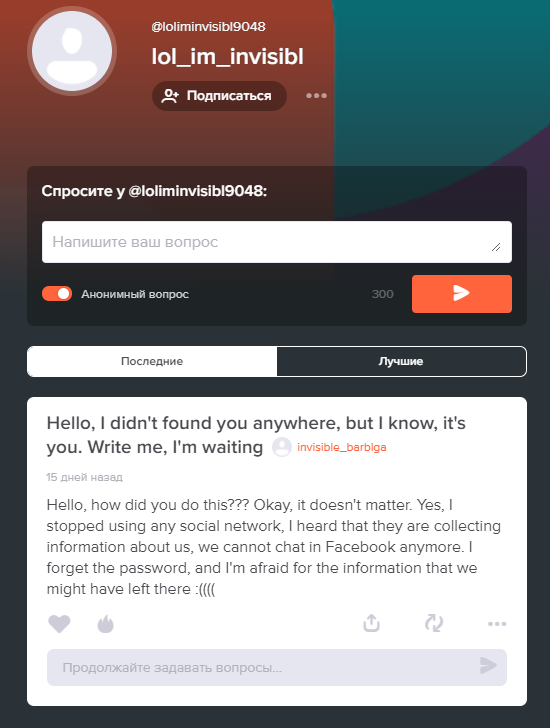 @loliminvisibl9048
lol_im_invisibl
Подписаться
Спросите у @loliminvisibl9048:
Напишите ваш вопрос
Анонимный вопрос
300
Последние
Лучшие
Hello, I didn't found you anywhere, but I know, it's
you. Write me, I'm waiting invisible_barblga
15 дней назад
Hello, how did you do this??? Okay, it doesn't matter. Yes, I
stopped using any social network, I heard that they are collecting
information about us, we cannot chat in Facebook anymore. I
forget the password, and I'm afraid for the information that we
might have left there :((((
Продолжайте задавать вопросы...